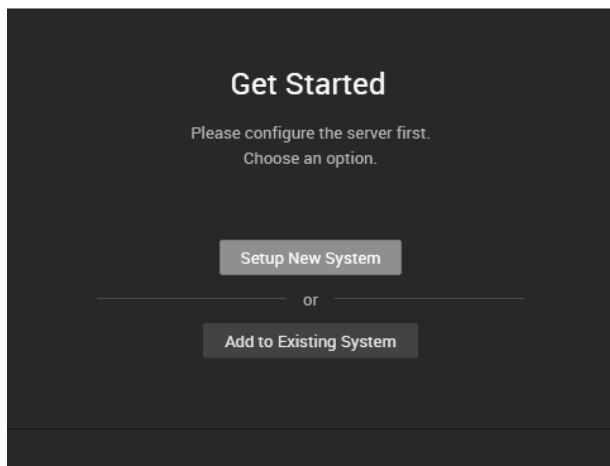 Get Started
Please configure the server first.
Choose an option.
Setup New System
or
Add to Existing System